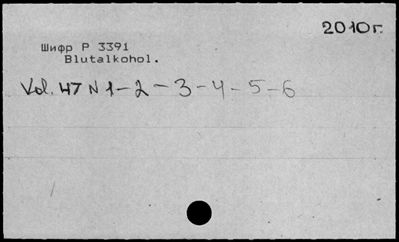 2010г.
Шифр Р 3391
Blutalkohol.
Vol. 47 N 1 - 2 - 3 - 4 - 5 - 6